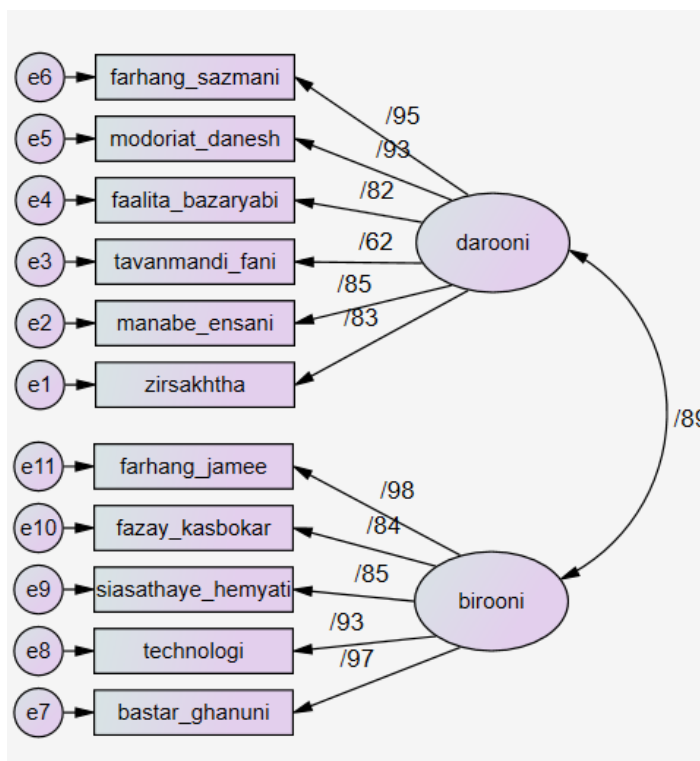 e6 farhang_sazmani
/95
e5 modoriat_danesh
/93
e4 faalita_bazaryabi
/82
darooni
e3 tavanmandi_fani
/62
e2 manabe_ensani
/85
/83
e1 zirsakhtha
/89
e11 farhang_jamee
/98
e10 fazay_kasbokar
/84
e9 siasathaye_hemyati
/85
birooni
e8 technologi
/93
/97
e7 bastar_ghanuni